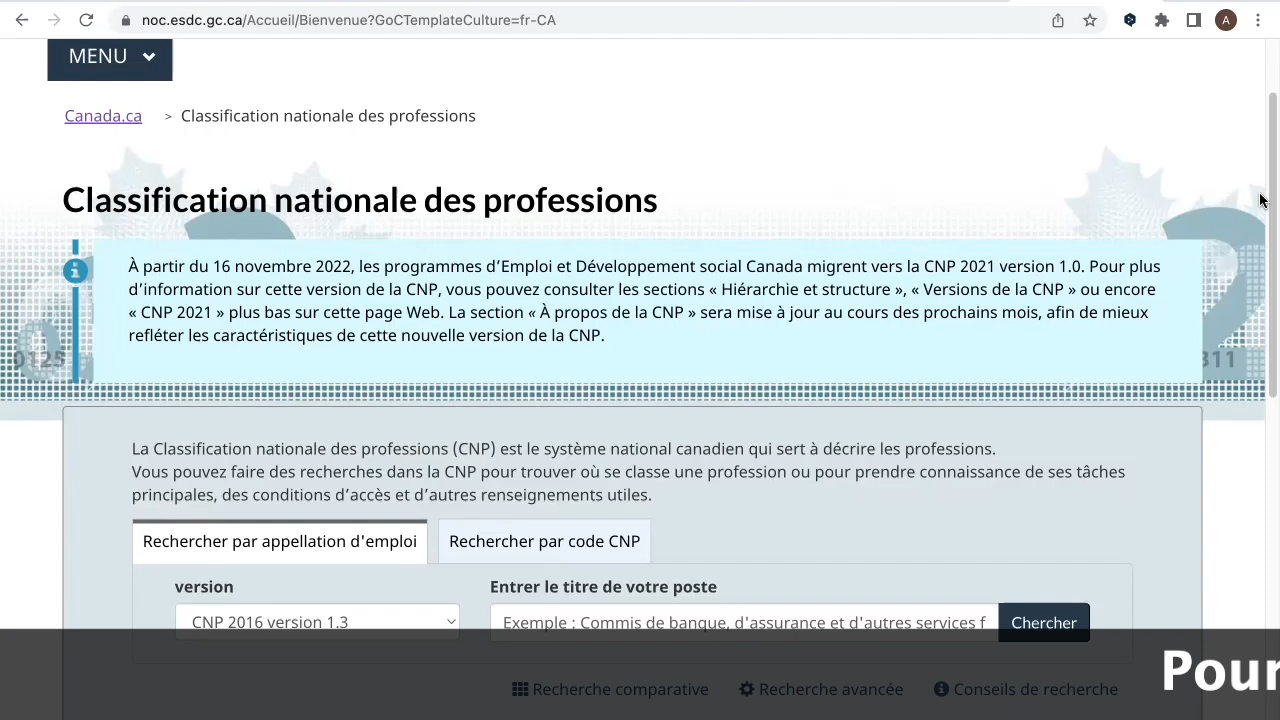 noc.esdc.gc.ca/Accueil/Bienvenue?GoCTemplateCulture=fr-CA
A
MENU
Canada.ca > Classification nationale des professions
Classification nationale des professions
À partir du 16 novembre 2022, les programmes d’Emploi et Développement social Canada migrent vers la CNP 2021 version 1.0. Pour plus
d’information sur cette version de la CNP, vous pouvez consulter les sections « Hiérarchie et structure », « Versions de la CNP » ou encore
« CNP 2021 » plus bas sur cette page Web. La section « À propos de la CNP » sera mise à jour au cours des prochains mois, afin de mieux
refléter les caractéristiques de cette nouvelle version de la CNP.
0125
311
La Classification nationale des professions (CNP) est le système national canadien qui sert à décrire les professions.
Vous pouvez faire des recherches dans la CNP pour trouver où se classe une profession ou pour prendre connaissance de ses tâches
principales, des conditions d’accès et d’autres renseignements utiles.
Rechercher par appellation d'emploi Rechercher par code CNP
version Entrer le titre de votre poste
CNP 2016 version 1.3 Exemple : Commis de banque, d'assurance et d'autres services f Chercher
Pour
Recherche comparative Recherche avancée Conseils de recherche